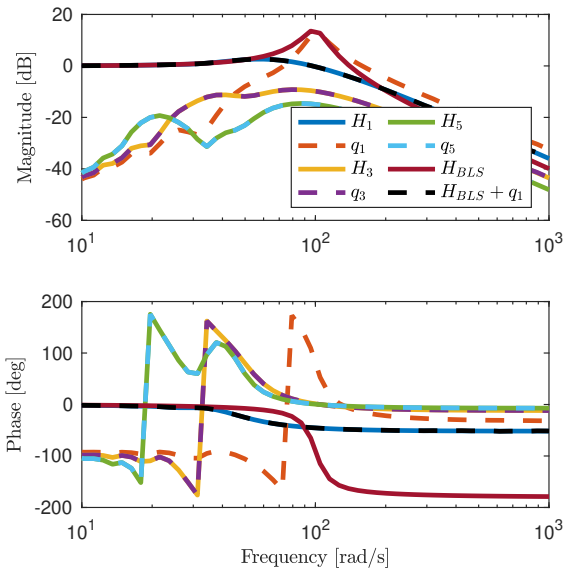 20
0
-20
-40
-60
Magnitude [dB]
H1 H5
q1 q5
H3 HBLS
q3 HBLS + q1
10^1 10^2 10^3
200
100
0
-100
-200
Phase [deg]
10^1 10^2 10^3
Frequency [rad/s]